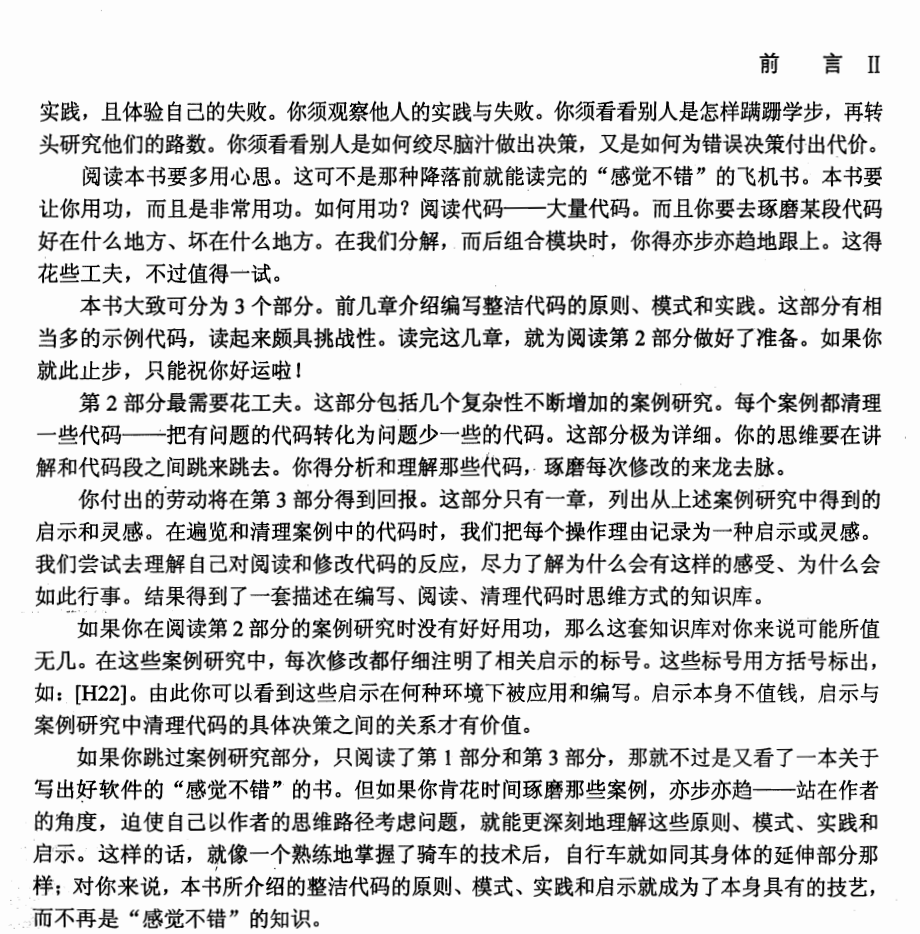 前 言 II
实践，且体验自己的失败。你须观察他人的实践与失败。你须看看别人是怎样蹒跚学步，再转
头研究他们的路数。你须看看别人是如何绞尽脑汁做出决策，又是如何为错误决策付出代价。
阅读本书要多用心思。这可不是那种降落前就能读完的“感觉不错”的飞机书。本书要
让你用功，而且是非常用功。如何用功？阅读代码——大量代码。而且你要去琢磨某段代码
好在什么地方、坏在什么地方。在我们分解，而后组合模块时，你得亦步亦趋地跟上。这得
花些工夫，不过值得一试。
本书大致可分为 3 个部分。前几章介绍编写整洁代码的原则、模式和实践。这部分有相
当多的示例代码，读起来颇具挑战性。读完这几章，就为阅读第 2 部分做好了准备。如果你
就此止步，只能祝你好运啦！
第 2 部分最需要花工夫。这部分包括几个复杂性不断增加的案例研究。每个案例都清理
一些代码——把有问题的代码转化为问题少一些的代码。这部分极为详细。你的思维要在讲
解和代码段之间跳来跳去。你得分析和理解那些代码，琢磨每次修改的来龙去脉。
你付出的劳动将在第 3 部分得到回报。这部分只有一章，列出从上述案例研究中得到的
启示和灵感。在遍览和清理案例中的代码时，我们把每个操作理由记录为一种启示或灵感。
我们尝试去理解自己对阅读和修改代码的反应，尽力了解为什么会有这样的感受、为什么会
如此行事。结果得到了一套描述在编写、阅读、清理代码时思维方式的知识库。
如果你在阅读第 2 部分的案例研究时没有好好用功，那么这套知识库对你来说可能所值
无几。在这些案例研究中，每次修改都仔细注明了相关启示的标号。这些标号用方括号标出，
如：[H22]。由此你可以看到这些启示在何种环境下被应用和编写。启示本身不值钱，启示与
案例研究中清理代码的具体决策之间的关系才有价值。
如果你跳过案例研究部分，只阅读了第 1 部分和第 3 部分，那就不过是又看了一本关于
写出好软件的“感觉不错”的书。但如果你肯花时间琢磨那些案例，亦步亦趋——站在作者
的角度，迫使自己以作者的思维路径考虑问题，就能更深刻地理解这些原则、模式、实践和
启示。这样的话，就像一个熟练地掌握了骑车的技术后，自行车就如同其身体的延伸部分那
样；对你来说，本书所介绍的整洁代码的原则、模式、实践和启示就成为了本身具有的技艺，
而不再是“感觉不错”的知识。